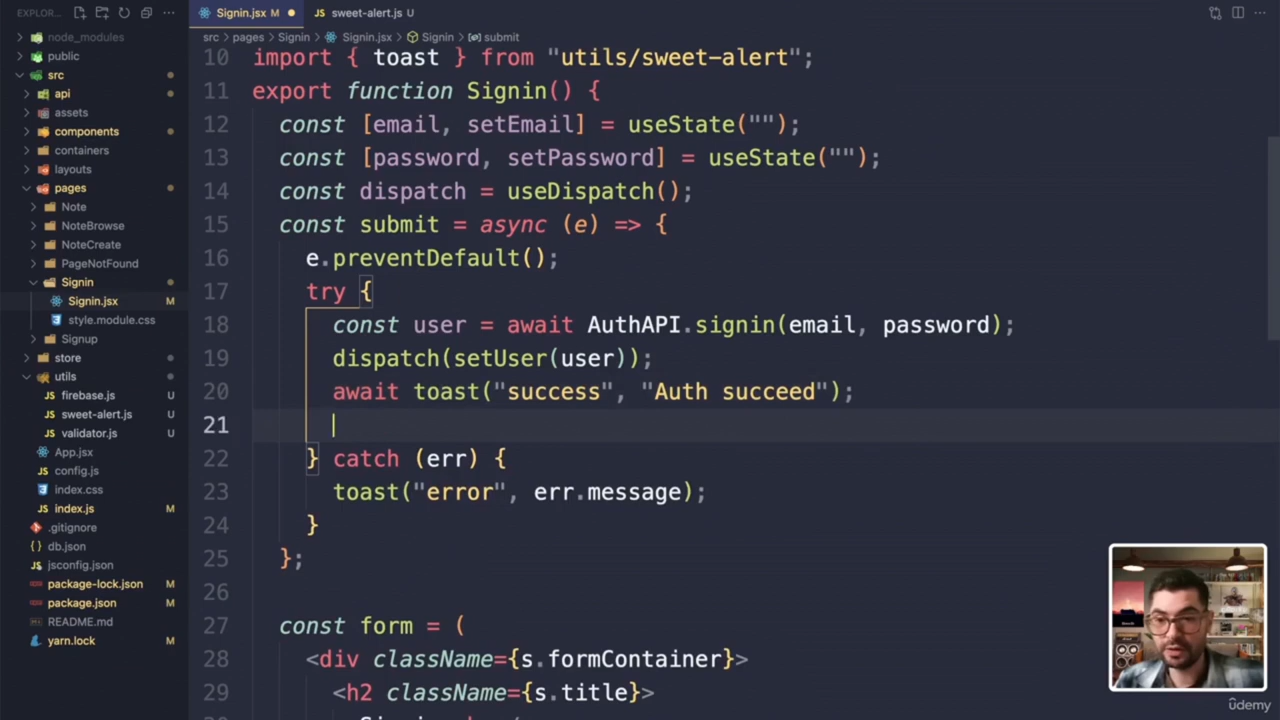 EXPLOR... ...
Signin.jsx M
sweet-alert.js U
src > pages > Signin > Signin.jsx > Signin > submit
node_modules
public
src
api
assets
components
containers
layouts
pages
Note
NoteBrowse
NoteCreate
PageNotFound
Signin
Signin.jsx M
style.module.css
Signup
store
utils
firebase.js U
sweet-alert.js U
validator.js U
App.jsx
config.js
index.css
index.js M
.gitignore
db.json
jsconfig.json
package-lock.json M
package.json M
README.md
yarn.lock M
10 import { toast } from "utils/sweet-alert";
11 export function Signin() {
12 const [email, setEmail] = useState("");
13 const [password, setPassword] = useState("");
14 const dispatch = useDispatch();
15 const submit = async (e) => {
16 e.preventDefault();
17 try {
18 const user = await AuthAPI.signin(email, password);
19 dispatch(setUser(user));
20 await toast("success", "Auth succeed");
21
22 } catch (err) {
23 toast("error", err.message);
24 }
25 };
26
27 const form = (
28 <div className={s.formContainer}>
29 <h2 className={s.title}>
ûdemy